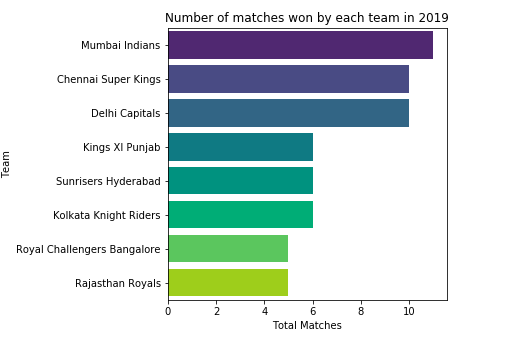 Number of matches won by each team in 2019
Mumbai Indians
Chennai Super Kings
Delhi Capitals
Kings XI Punjab
Sunrisers Hyderabad
Kolkata Knight Riders
Royal Challengers Bangalore
Rajasthan Royals
Team
0 2 4 6 8 10
Total Matches